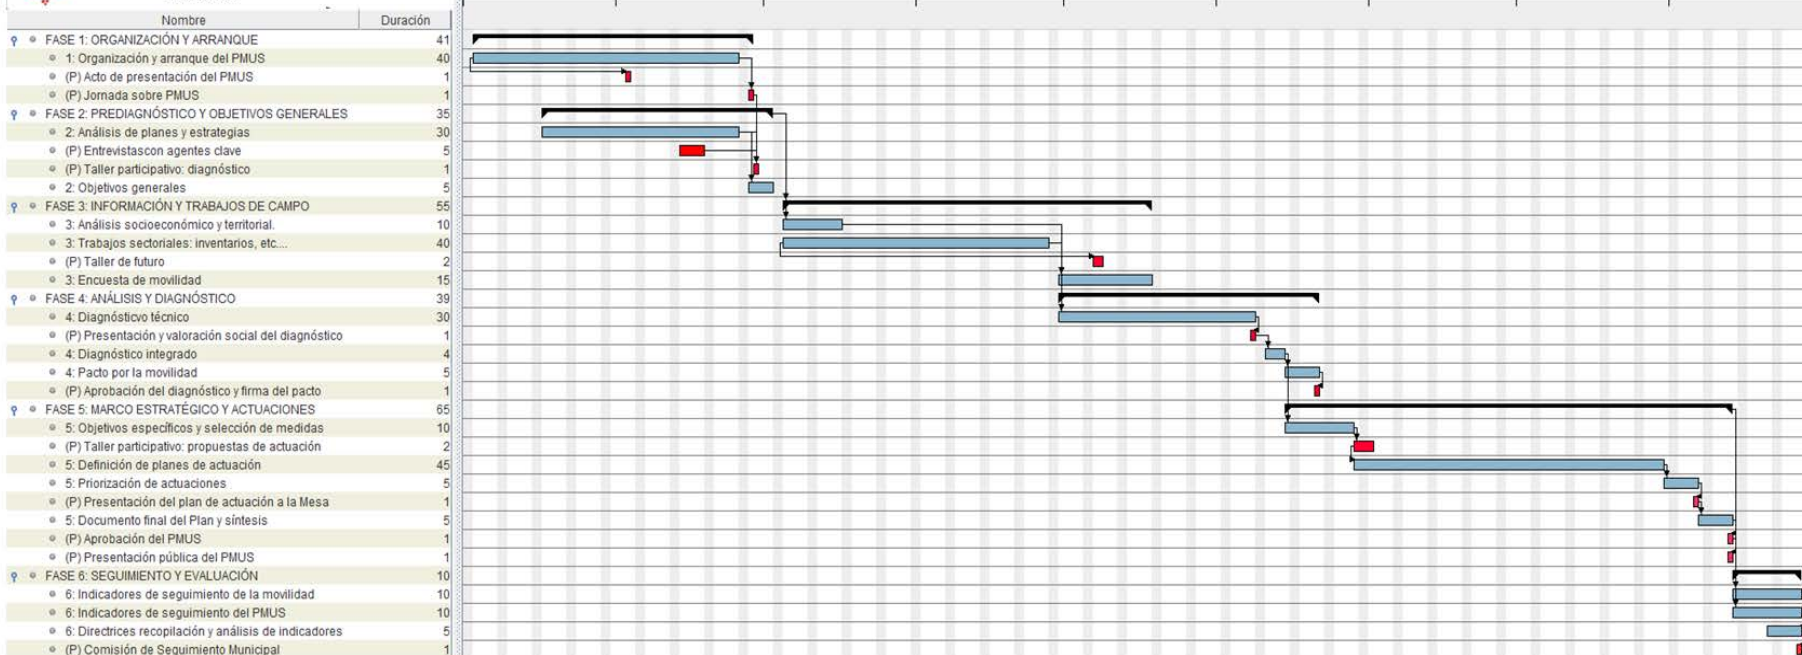 Nombre Duración
FASE 1: ORGANIZACIÓN Y ARRANQUE 41
1: Organización y arranque del PMUS 40
(P) Acto de presentación del PMUS 1
(P) Jornada sobre PMUS 1
FASE 2: PREDIAGNÓSTICO Y OBJETIVOS GENERALES 35
2: Análisis de planes y estrategias 30
(P) Entrevistascon agentes clave 5
(P) Taller participativo: diagnóstico 1
2: Objetivos generales 5
FASE 3: INFORMACIÓN Y TRABAJOS DE CAMPO 55
3: Análisis socioeconómico y territorial. 10
3: Trabajos sectoriales: inventarios, etc.... 40
(P) Taller de futuro 2
3: Encuesta de movilidad 15
FASE 4: ANÁLISIS Y DIAGNÓSTICO 39
4: Diagnósticvo técnico 30
(P) Presentación y valoración social del diagnóstico 1
4: Diagnóstico integrado 4
4: Pacto por la movilidad 5
(P) Aprobación del diagnóstico y firma del pacto 1
FASE 5: MARCO ESTRATÉGICO Y ACTUACIONES 65
5: Objetivos específicos y selección de medidas 10
(P) Taller participativo: propuestas de actuación 2
5: Definición de planes de actuación 45
5: Priorización de actuaciones 5
(P) Presentación del plan de actuación a la Mesa 1
5: Documento final del Plan y síntesis 5
(P) Aprobación del PMUS 1
(P) Presentación pública del PMUS 1
FASE 6: SEGUIMIENTO Y EVALUACIÓN 10
6: Indicadores de seguimiento de la movilidad 10
6: Indicadores de seguimiento del PMUS 10
6: Directrices recopilación y análisis de indicadores 5
(P) Comisión de Seguimiento Municipal 1